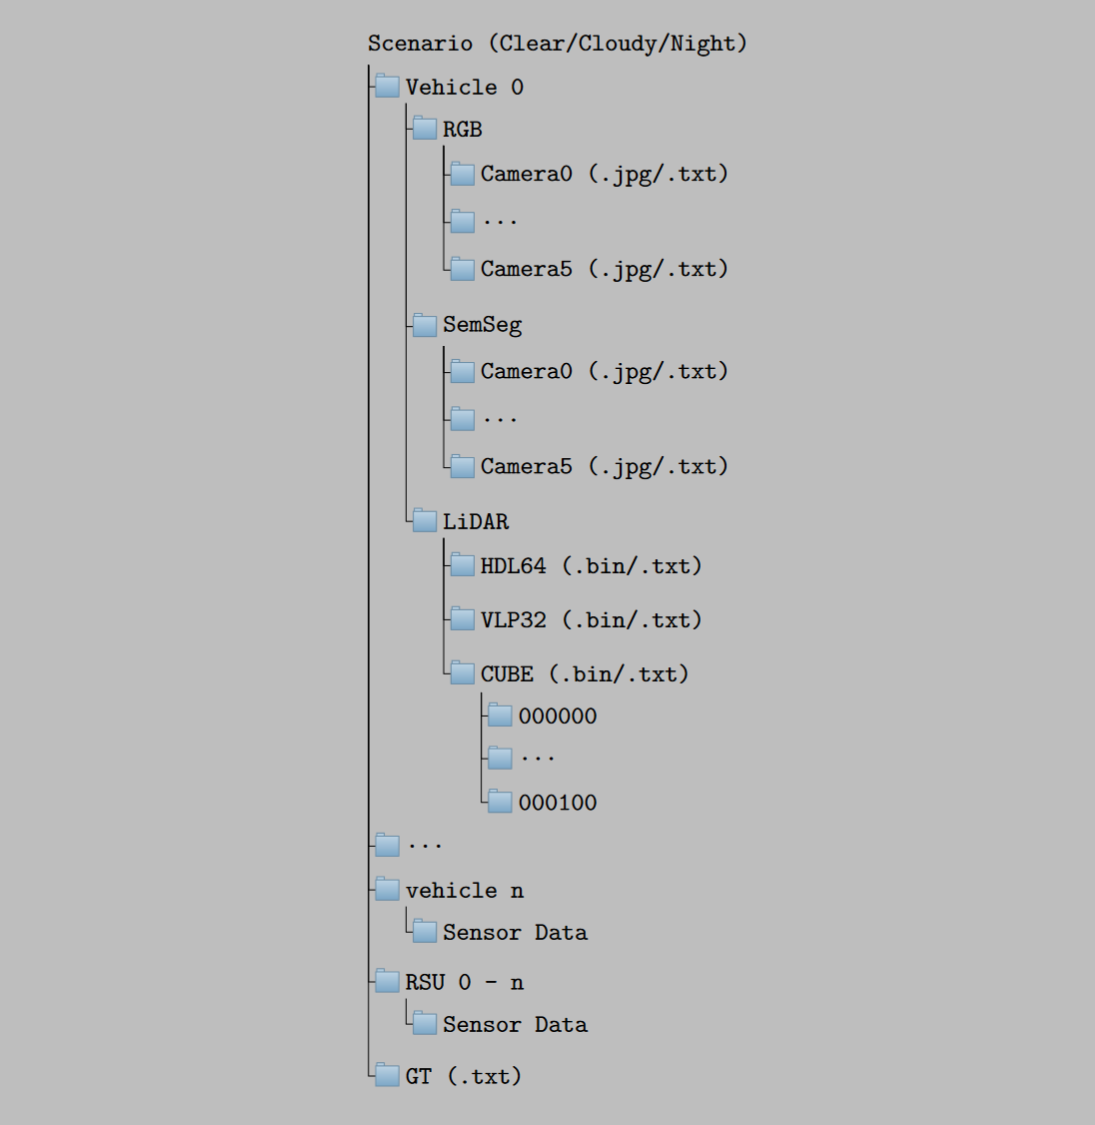 Scenario (Clear/Cloudy/Night)
Vehicle 0
RGB
Camera0 (.jpg/.txt)
...
Camera5 (.jpg/.txt)
SemSeg
Camera0 (.jpg/.txt)
...
Camera5 (.jpg/.txt)
LiDAR
HDL64 (.bin/.txt)
VLP32 (.bin/.txt)
CUBE (.bin/.txt)
000000
...
000100
...
vehicle n
Sensor Data
RSU 0 - n
Sensor Data
GT (.txt)